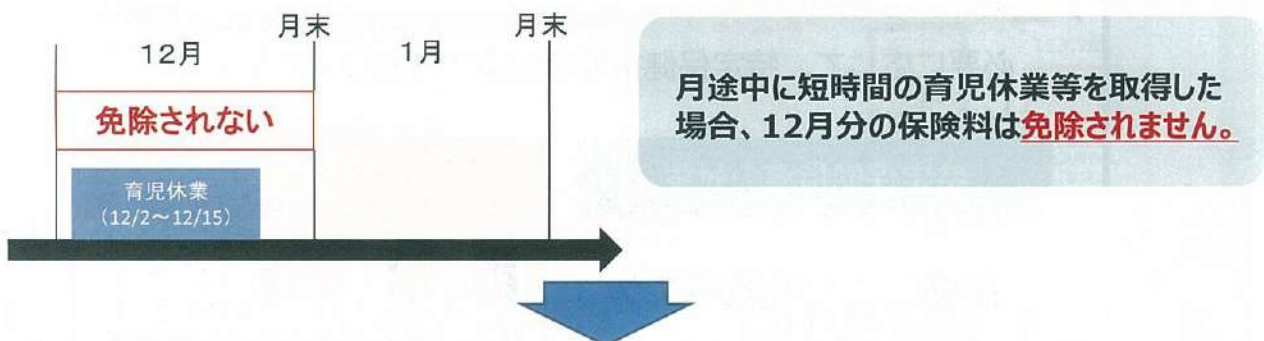 月末
月末
12月
1月
免除されない
育児休業
（12/2～12/15）
月途中に短時間の育児休業等を取得した
場合、12月分の保険料は免除されません。